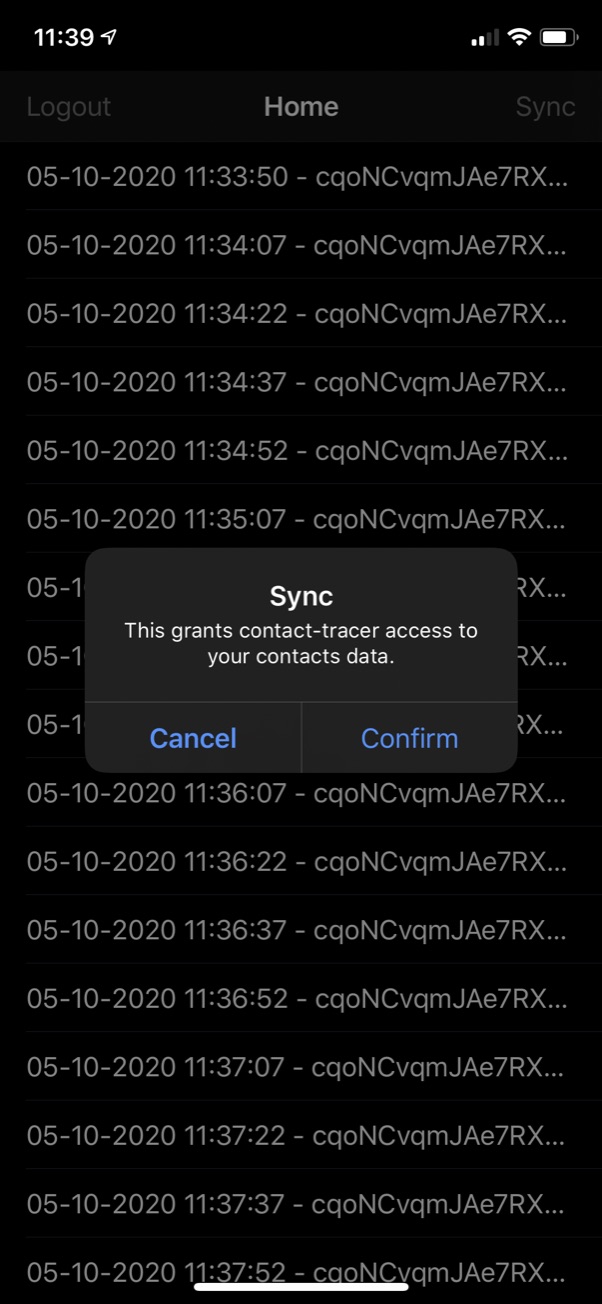 11:39
Logout Home Sync
05-10-2020 11:33:50 - cqoNCvqmJAe7RX...
05-10-2020 11:34:07 - cqoNCvqmJAe7RX...
05-10-2020 11:34:22 - cqoNCvqmJAe7RX...
05-10-2020 11:34:37 - cqoNCvqmJAe7RX...
05-10-2020 11:34:52 - cqoNCvqmJAe7RX...
05-10-2020 11:35:07 - cqoNCvqmJAe7RX...
05-1 RX...
Sync
This grants contact-tracer access to
05-1 RX...
your contacts data.
05-1 RX...
Cancel Confirm
05-10-2020 11:36:07 - cqoNCvqmJAe7RX...
05-10-2020 11:36:22 - cqoNCvqmJAe7RX...
05-10-2020 11:36:37 - cqoNCvqmJAe7RX...
05-10-2020 11:36:52 - cqoNCvqmJAe7RX...
05-10-2020 11:37:07 - cqoNCvqmJAe7RX...
05-10-2020 11:37:22 - cqoNCvqmJAe7RX...
05-10-2020 11:37:37 - cqoNCvqmJAe7RX...
05-10-2020 11:37:52 - cqoNCvqmJAe7RX...